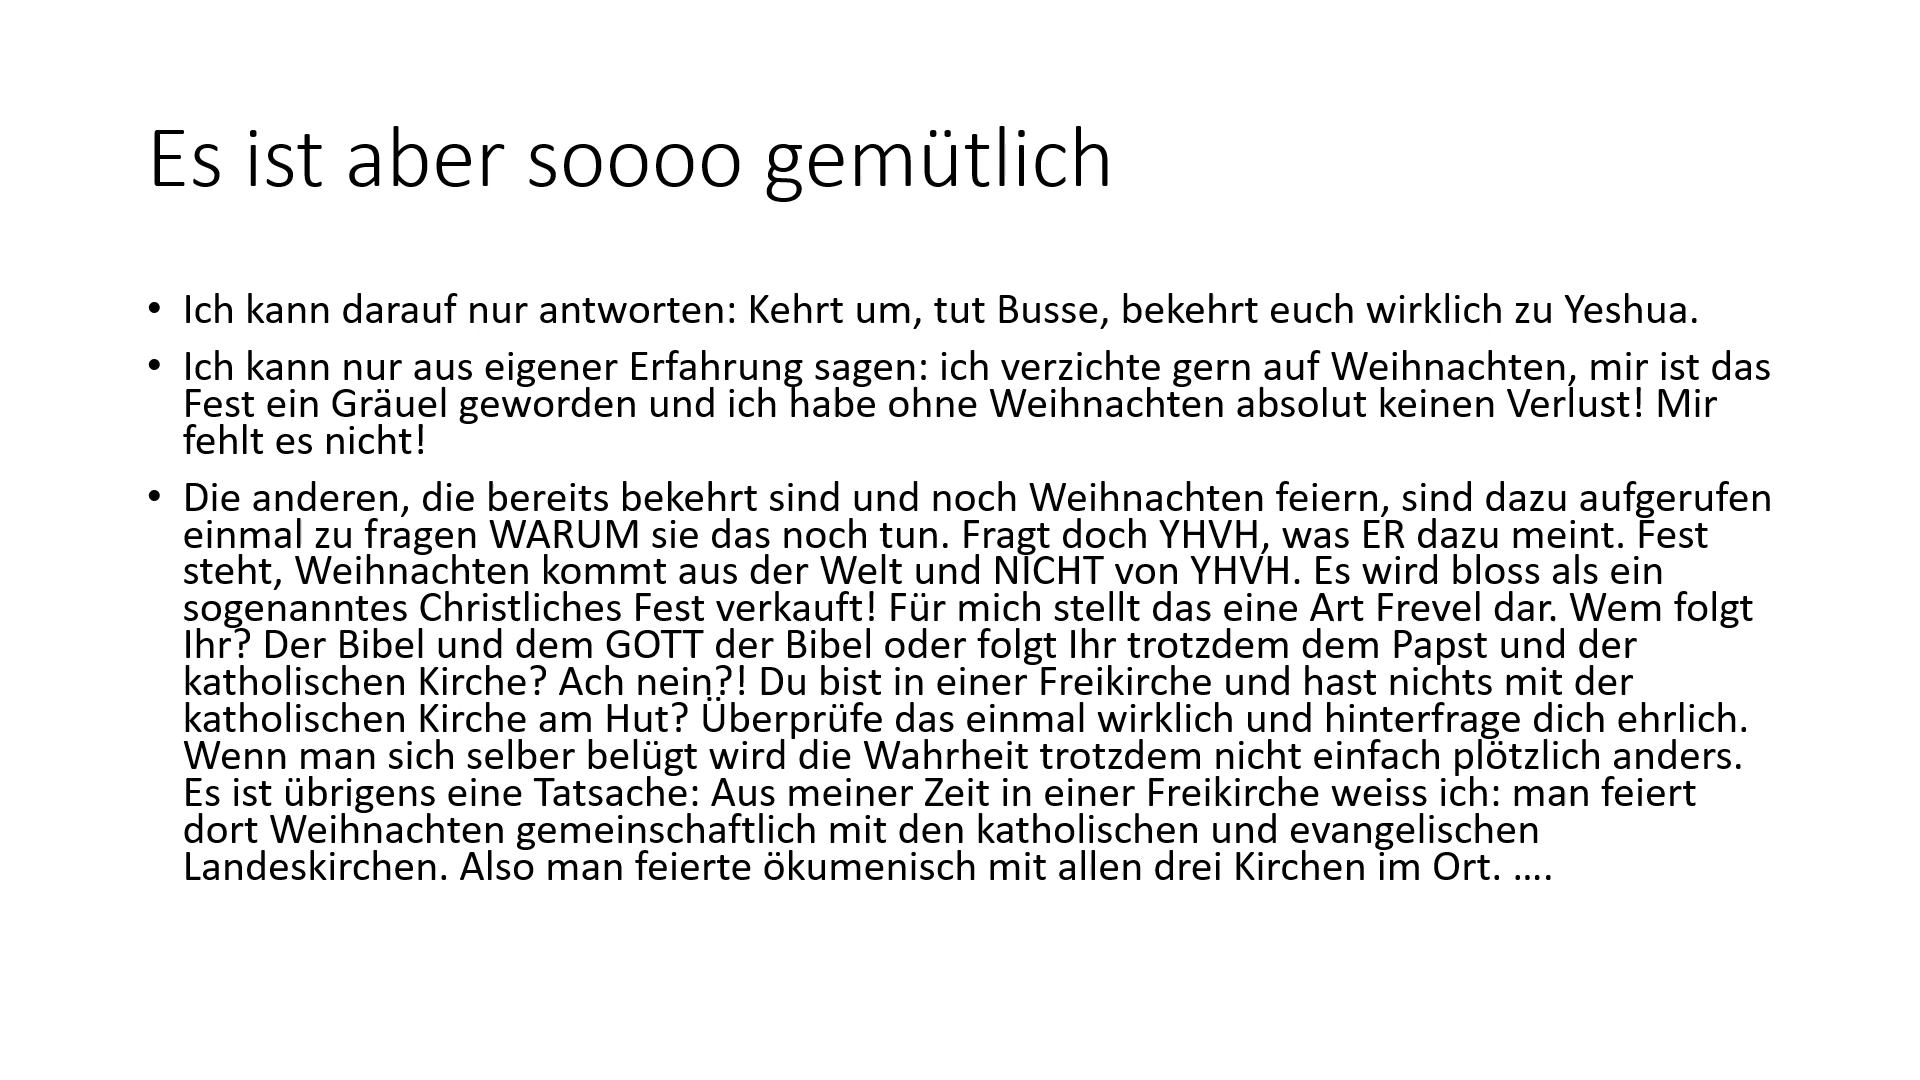 Es ist aber soooo gemütlich
• Ich kann darauf nur antworten: Kehrt um, tut Busse, bekehrt euch wirklich zu Yeshua.
• Ich kann nur aus eigener Erfahrung sagen: ich verzichte gern auf Weihnachten, mir ist das
Fest ein Gräuel geworden und ich habe ohne Weihnachten absolut keinen Verlust! Mir
fehlt es nicht!
• Die anderen, die bereits bekehrt sind und noch Weihnachten feiern, sind dazu aufgerufen
einmal zu fragen WARUM sie das noch tun. Fragt doch YHVH, was ER dazu meint. Fest
steht, Weihnachten kommt aus der Welt und NICHT von YHVH. Es wird bloss als ein
sogenanntes Christliches Fest verkauft! Für mich stellt das eine Art Frevel dar. Wem folgt
Ihr? Der Bibel und dem GOTT der Bibel oder folgt Ihr trotzdem dem Papst und der
katholischen Kirche? Ach nein?! Du bist in einer Freikirche und hast nichts mit der
katholischen Kirche am Hut? Überprüfe das einmal wirklich und hinterfrage dich ehrlich.
Wenn man sich selber belügt wird die Wahrheit trotzdem nicht einfach plötzlich anders.
Es ist übrigens eine Tatsache: Aus meiner Zeit in einer Freikirche weiss ich: man feiert
dort Weihnachten gemeinschaftlich mit den katholischen und evangelischen
Landeskirchen. Also man feierte ökumenisch mit allen drei Kirchen im Ort. ….